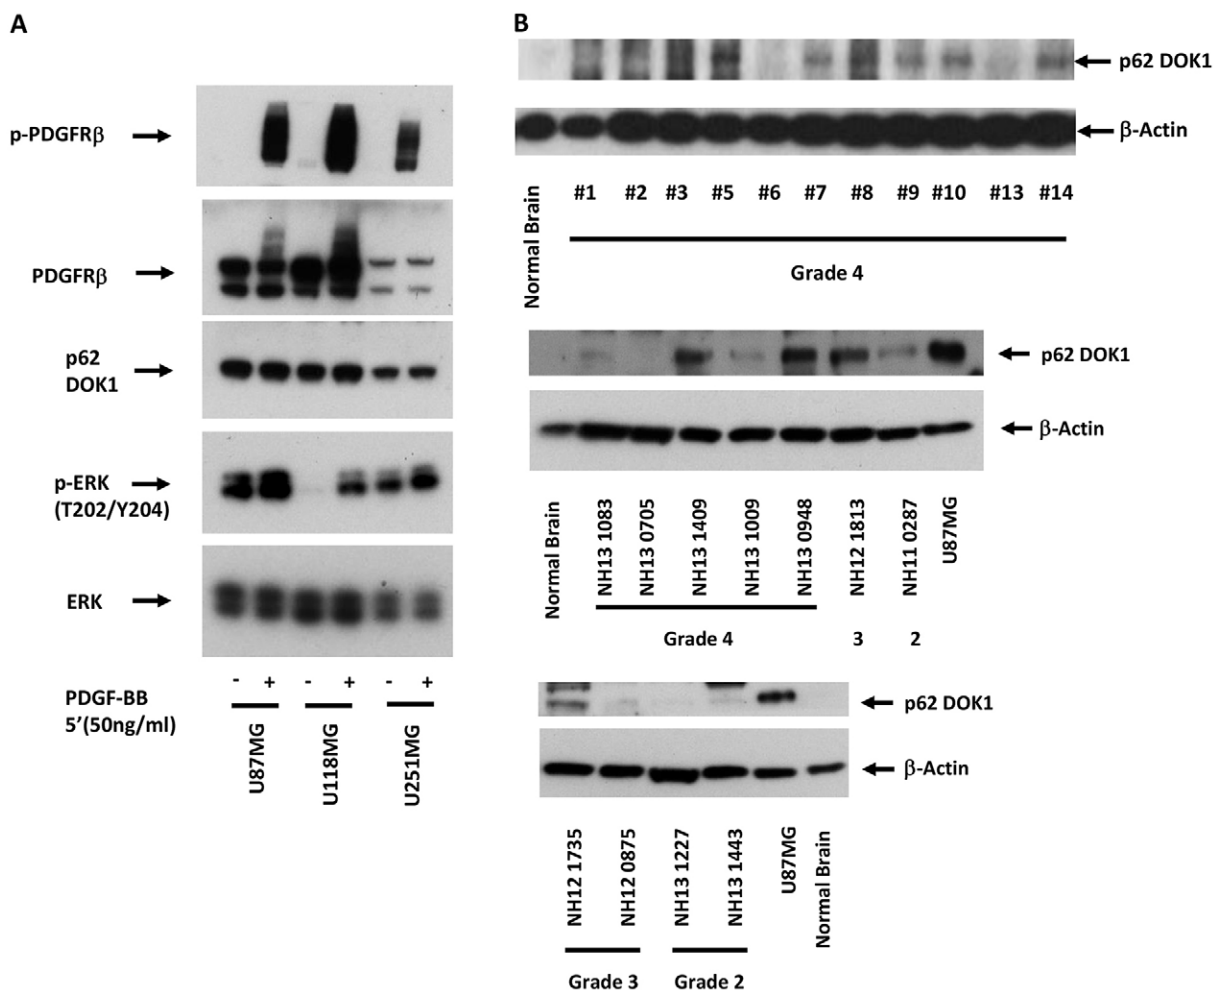 A
p-PDGFRβ
PDGFRβ
p62
DOK1
p-ERK
(T202/Y204)
ERK
- + - + - +
PDGF-BB
5’(50ng/ml)
U87MG
U118MG
U251MG
B
p62 DOK1
β-Actin
Normal Brain
#1 #2 #3 #5 #6 #7 #8 #9 #10 #13 #14
Grade 4
p62 DOK1
β-Actin
Normal Brain
NH13 1083
NH13 0705
NH13 1409
NH13 1009
NH13 0948
NH12 1813
NH11 0287
U87MG
Grade 4 3 2
p62 DOK1
β-Actin
NH12 1735
NH12 0875
NH13 1227
NH13 1443
U87MG
Normal Brain
Grade 3 Grade 2